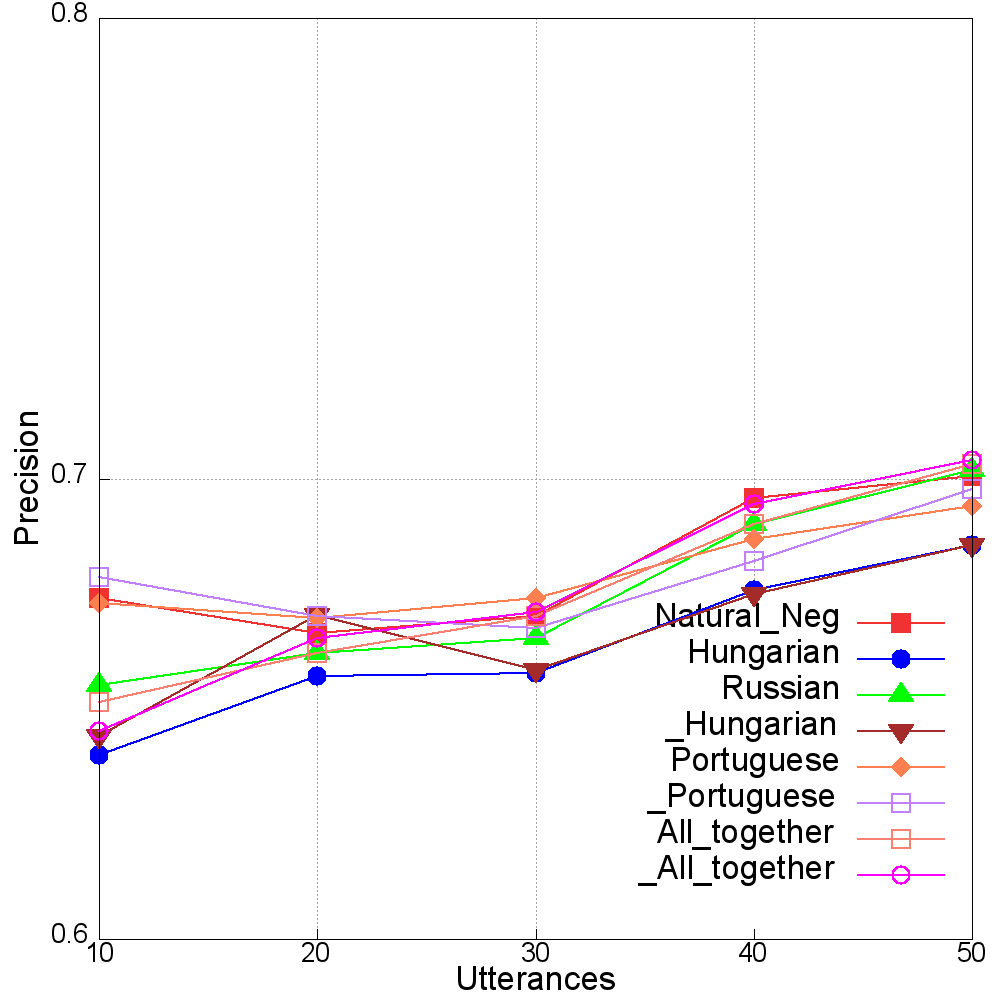 0.8
0.7
0.6
Precision
Natural_Neg
Hungarian
Russian
_Hungarian
Portuguese
_Portuguese
All_together
_All_together
10 20 30 40 50
Utterances